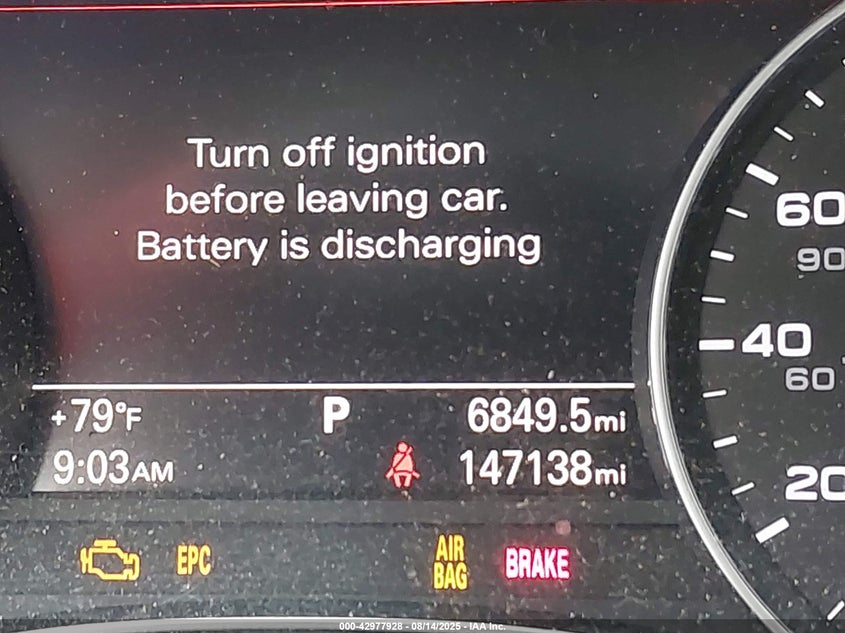 Turn off ignition
before leaving car.
Battery is discharging
+79°F P 6849.5mi
9:03AM 147138mi
EPC AIR BAG BRAKE
60
90
40
60
20
000-42977928 - 08/14/2025 - IAA Inc.